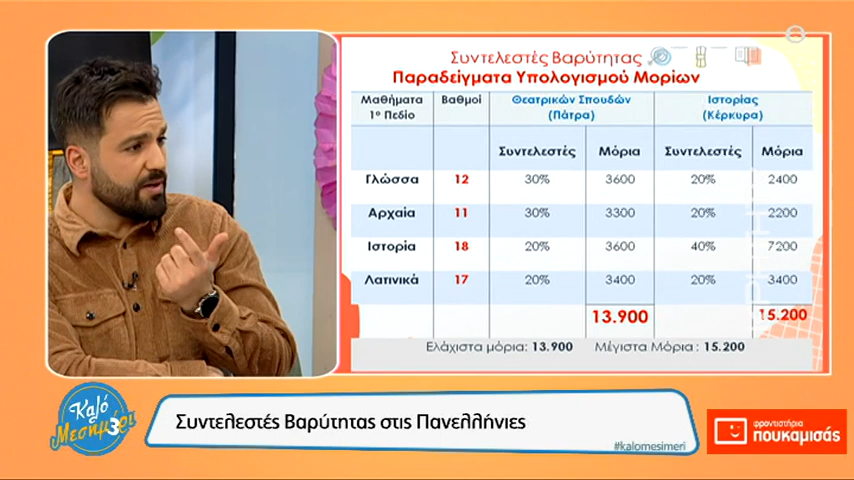 Συντελεστές Βαρύτητας
Παραδείγματα Υπολογισμού Μορίων
Μαθήματα 1ο Πεδίο Βαθμοί Θεατρικών Σπουδών (Πάτρα) Ιστορίας (Κέρκυρα)
Συντελεστές Μόρια Συντελεστές Μόρια
Γλώσσα 12 30% 3600 20% 2400
Αρχαία 11 30% 3300 20% 2200
Ιστορία 18 20% 3600 40% 7200
Λατινικά 17 20% 3400 20% 3400
13.900 15.200
Ελάχιστα μόρια: 13.900 Μέγιστα Μόρια : 15.200
Καλό
Μεσημέρι
3
Συντελεστές Βαρύτητας στις Πανελλήνιες
#kalomesimeri
φροντιστήρια
πουκαμισάς